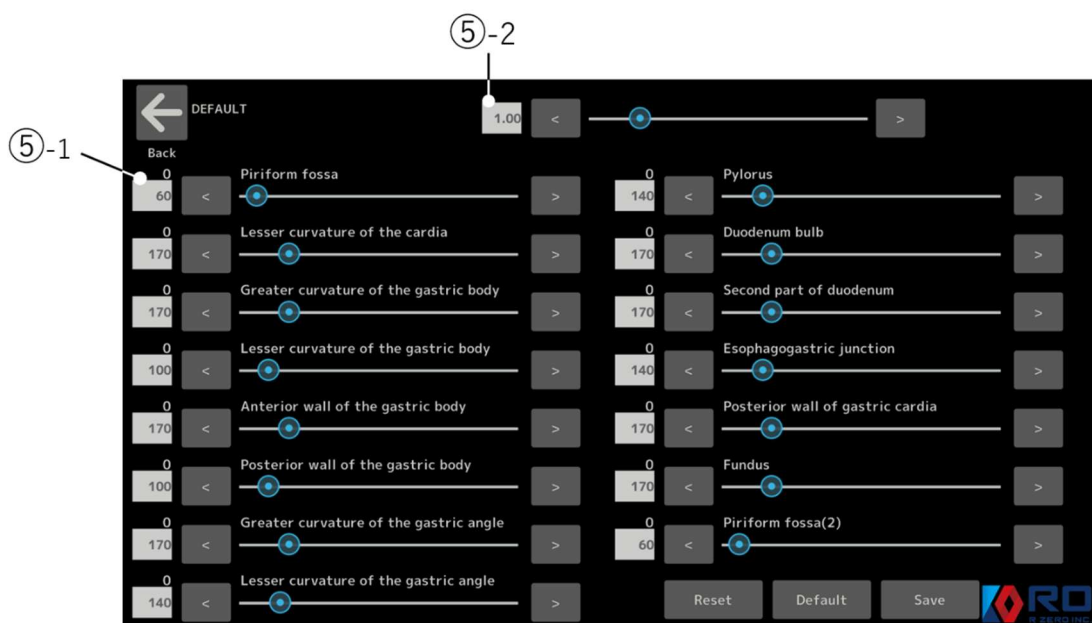 ⑤-2
⑤-1
DEFAULT
1.00 < >
Back
0
60 < Piriform fossa >
0
170 < Lesser curvature of the cardia >
0
170 < Greater curvature of the gastric body >
0
100 < Lesser curvature of the gastric body >
0
170 < Anterior wall of the gastric body >
0
100 < Posterior wall of the gastric body >
0
170 < Greater curvature of the gastric angle >
0
140 < Lesser curvature of the gastric angle >
0
140 < Pylorus >
0
170 < Duodenum bulb >
0
170 < Second part of duodenum >
0
140 < Esophagogastric junction >
0
170 < Posterior wall of gastric cardia >
0
170 < Fundus >
0
60 < Piriform fossa(2) >
Reset Default Save
RO
R ZERO INC